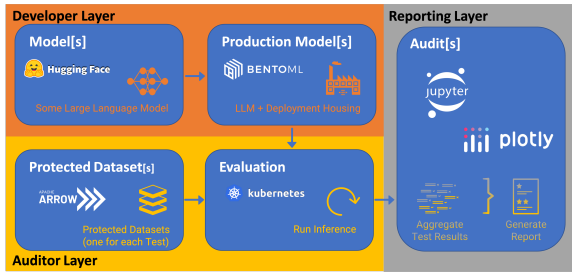 Developer Layer
Model[s]
Hugging Face
Some Large Language Model
Production Model[s]
BENTOML
LLM + Deployment Housing
Reporting Layer
Audit[s]
jupyter
plotly
Aggregate
Test Results
Generate
Report
Protected Dataset[s]
APACHE
ARROW
Protected Datasets
(one for each Test)
Evaluation
kubernetes
Run Inference
Auditor Layer